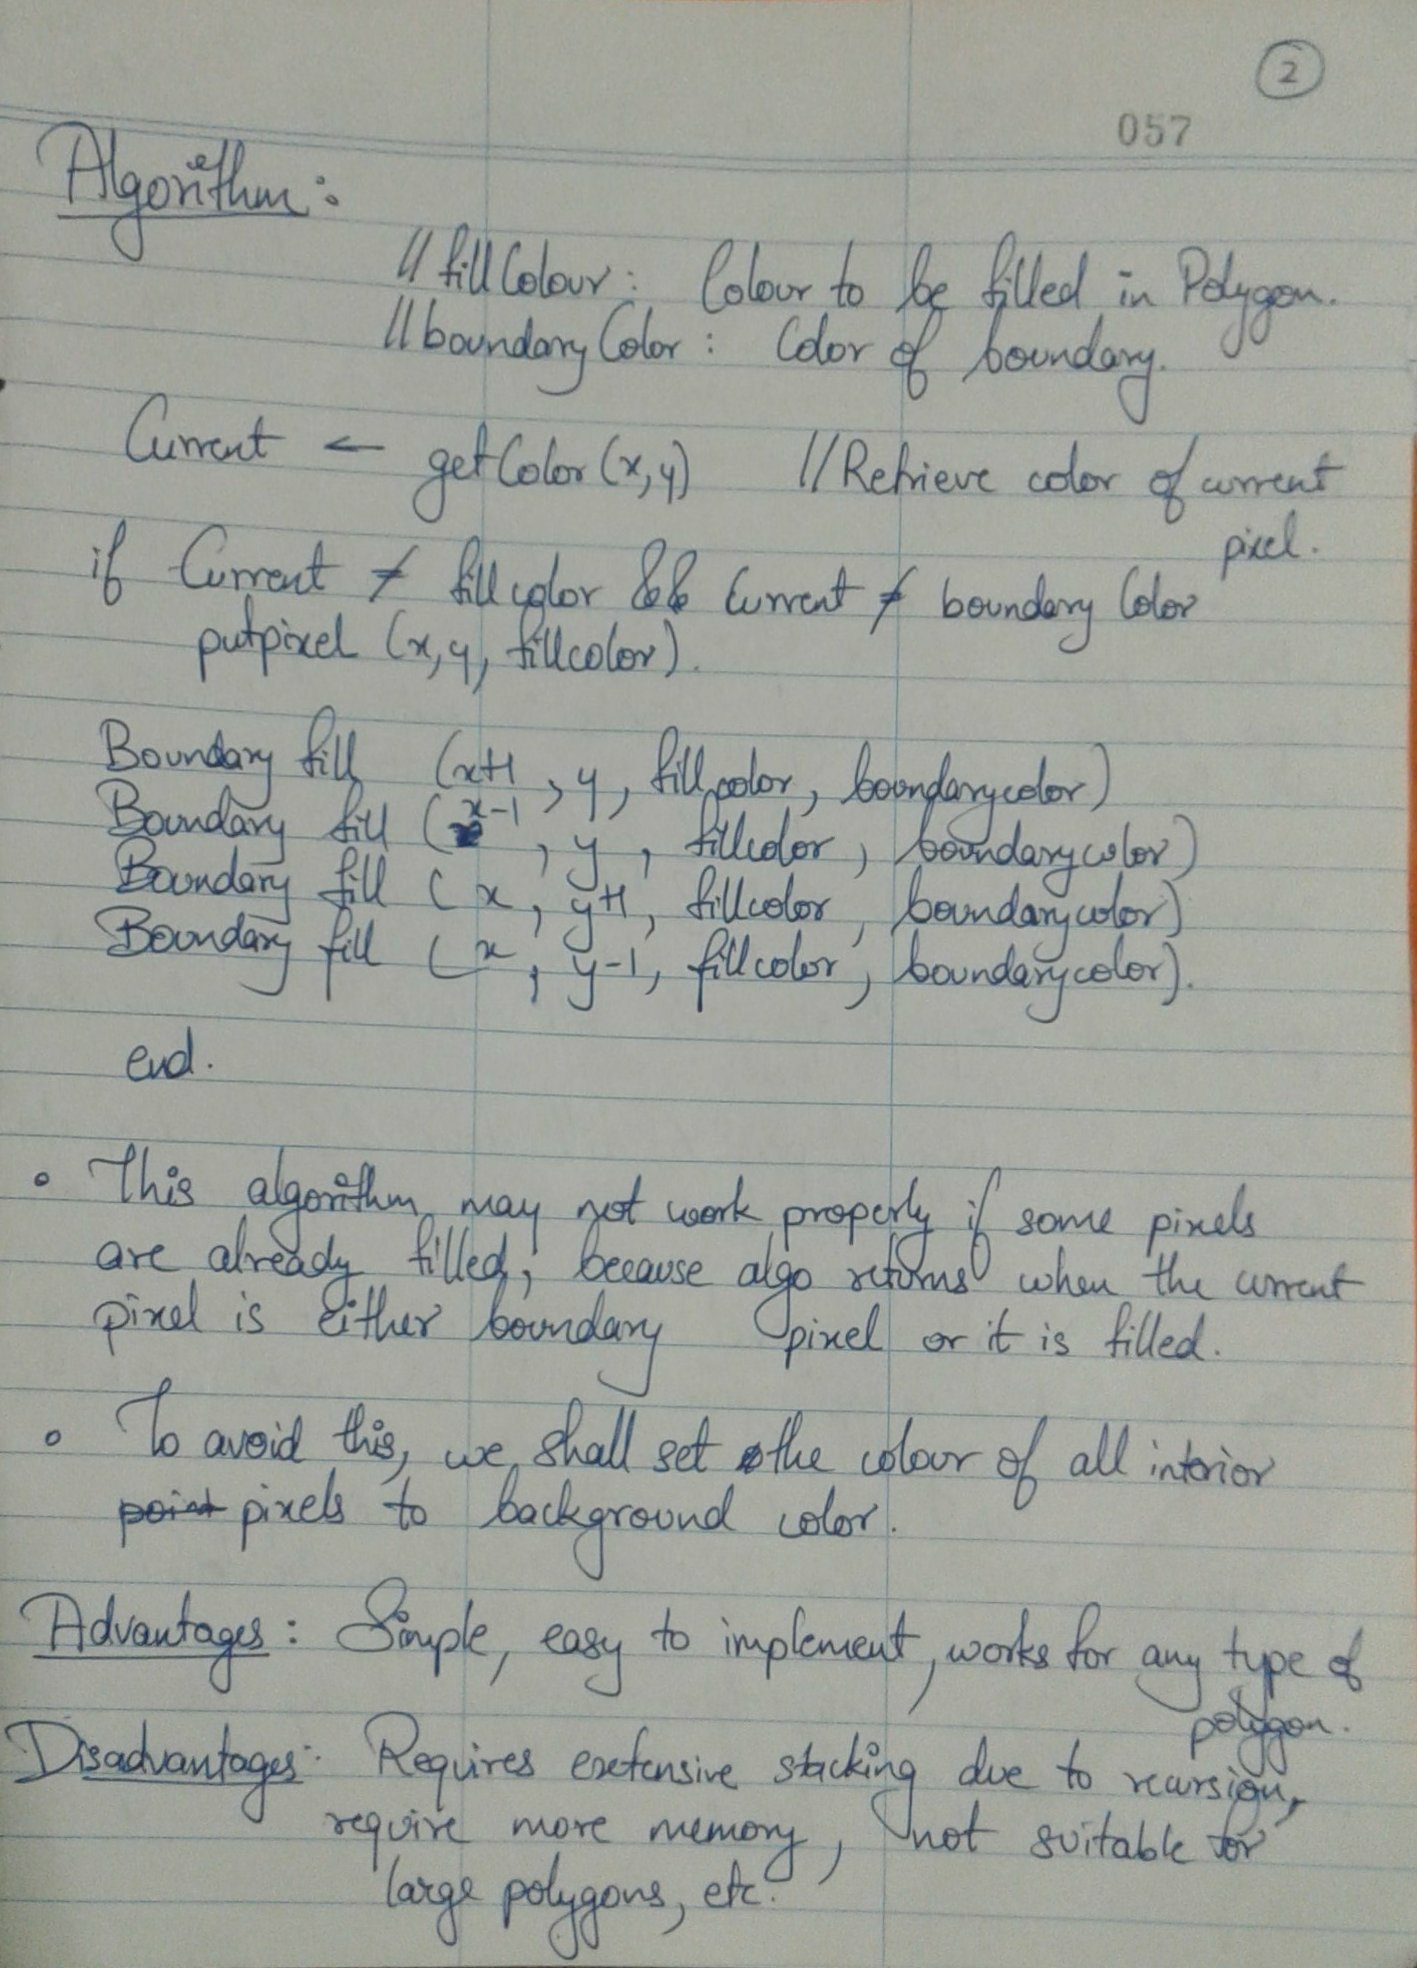 2
057
Algorithm:
//fillColour: Colour to be filled in Polygon.
//boundaryColor: Color of boundary.
Current ← getColor(x,y) //Retrieve color of current
pixel.
if Current ≠ fillcolor && Current ≠ boundary Color
putpixel (x,y, fillcolor).
Boundary fill (x+1, y, fillcolor, boundarycolor)
Boundary fill (x-1, y, fillcolor, boundarycolor)
Boundary fill (x, y+1, fillcolor, boundarycolor)
Boundary fill (x, y-1, fillcolor, boundarycolor).
end.
• This algorithm may not work properly if some pixels
are already filled, because algo returns when the current
pixel is either boundary pixel or it is filled.
• To avoid this, we shall set the colour of all interior
point pixels to background color.
Advantages: Simple, easy to implement, works for any type of
polygon.
Disadvantages: Requires extensive stacking due to recursion,
require more memory, not suitable for
large polygons, etc.